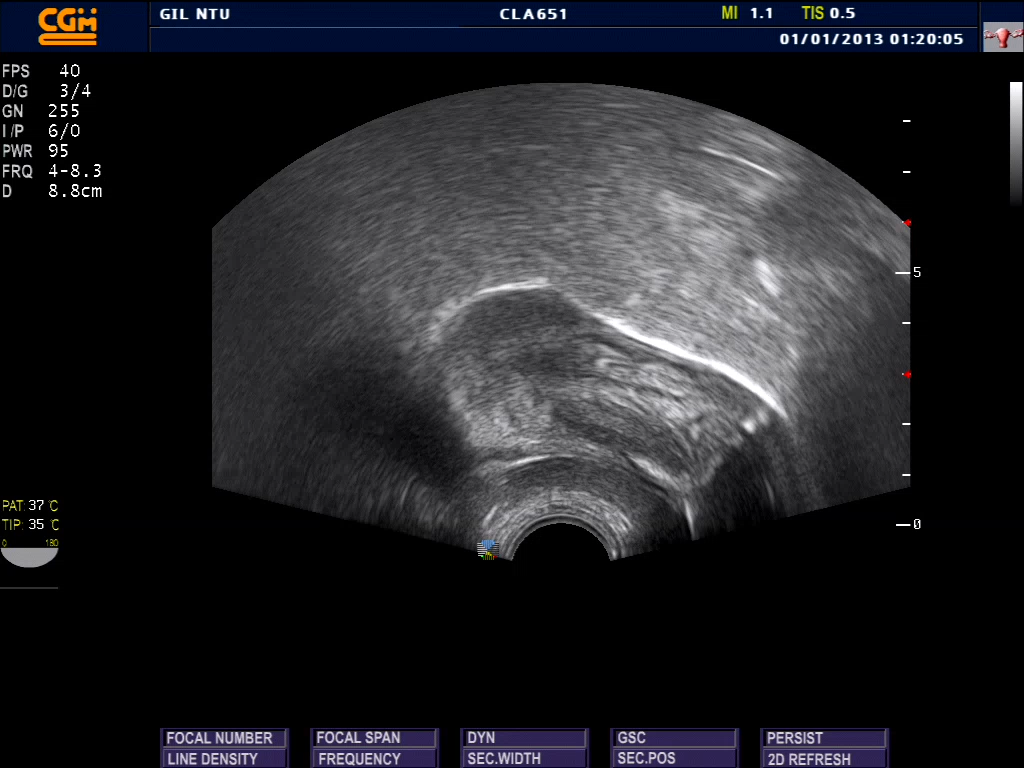 CGM
GIL NTU CLA651 MI 1.1 TIS 0.5
01/01/2013 01:20:05
FPS 40
D/G 3/4
GN 255
I/P 6/0
PWR 95
FRQ 4-8.3
D 8.8cm
5
PAT: 37 °C
TIP: 35 °C
0 180
0
FOCAL NUMBER FOCAL SPAN DYN GSC PERSIST
LINE DENSITY FREQUENCY SEC.WIDTH SEC.POS 2D REFRESH